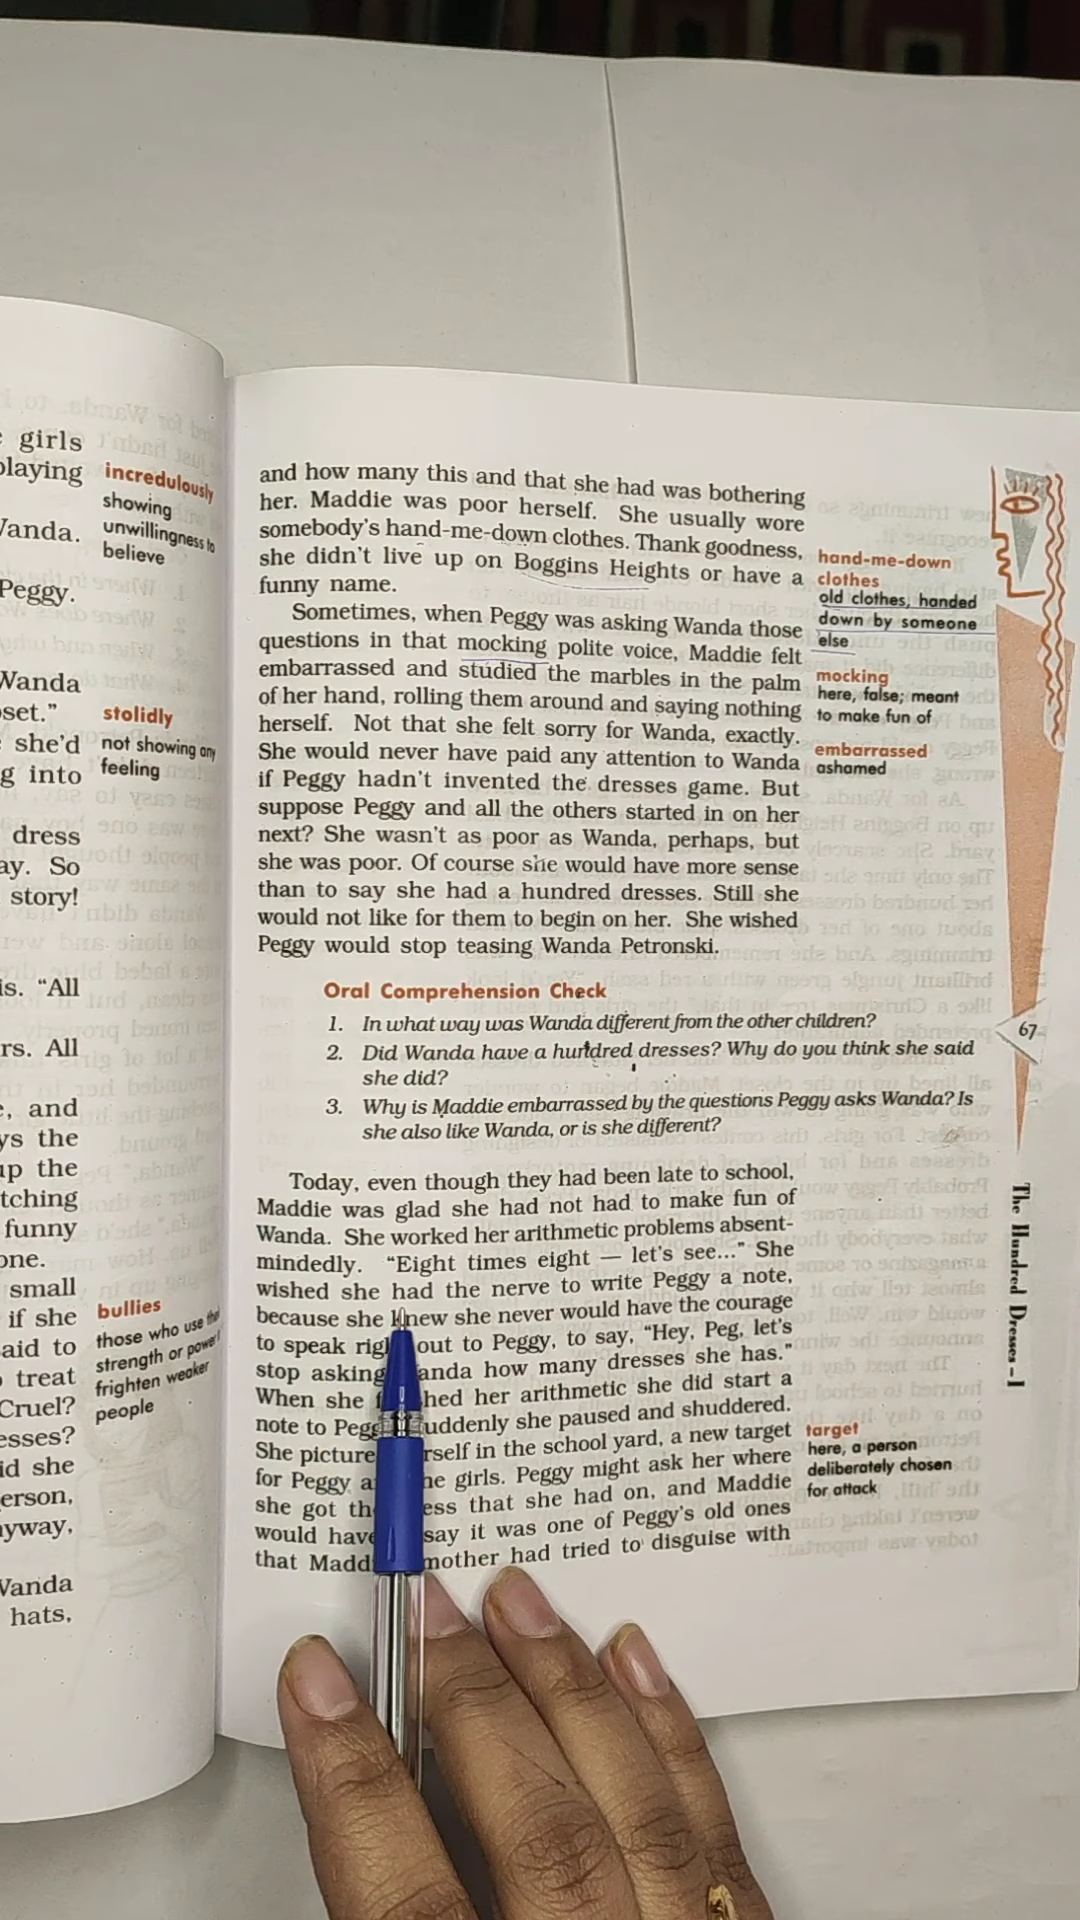 girls
playing
Wanda.
Peggy.
Wanda
she'd
into
dress
So
story!
"All
All
and
the
the
funny
small
if she
to
treat
Cruel?
she
Wanda
hats,
incredulously
showing
unwillingness to
believe
stolidly
not showing any
feeling
bullies
those who use
strength or power
frighten weaker
people
and how many this and that she had was bothering
her. Maddie was poor herself. She usually wore
somebody's hand-me-down clothes. Thank goodness,
she didn't live up on Boggins Heights or have a
funny name.
Sometimes, when Peggy was asking Wanda those
questions in that mocking polite voice, Maddie felt
embarrassed and studied the marbles in the palm
of her hand, rolling them around and saying nothing
herself. Not that she felt sorry for Wanda, exactly.
She would never have paid any attention to Wanda
if Peggy hadn't invented the dresses game. But
suppose Peggy and all the others started in on her
next? She wasn't as poor as Wanda, perhaps, but
she was poor. Of course she would have more sense
than to say she had a hundred dresses. Still she
would not like for them to begin on her. She wished
Peggy would stop teasing Wanda Petronski.
hand-me-down
clothes
old clothes, handed
down by someone
else
mocking
here, false; meant
to make fun of
embarrassed
ashamed
Oral Comprehension Check
1. In what way was Wanda different from the other children?
2. Did Wanda have a hundred dresses? Why do you think she said
she did?
3. Why is Maddie embarrassed by the questions Peggy asks Wanda? Is
she also like Wanda, or is she different?
67
The Hundred Dresses–I
Today, even though they had been late to school,
Maddie was glad she had not had to make fun of
Wanda. She worked her arithmetic problems absent-
mindedly. "Eight times eight — let's see..." She
wished she had the nerve to write Peggy a note,
because she knew she never would have the courage
to speak out to Peggy, to say, "Hey, Peg, let's
stop asking Wanda how many dresses she has."
When she her arithmetic she did start a
note to suddenly she paused and shuddered.
She in the school yard, a new target
for Peggy girls. Peggy might ask her where
she got that she had on, and Maddie
would have say it was one of Peggy's old ones
that mother had tried to disguise with
target
here, a person
deliberately chosen
for attack